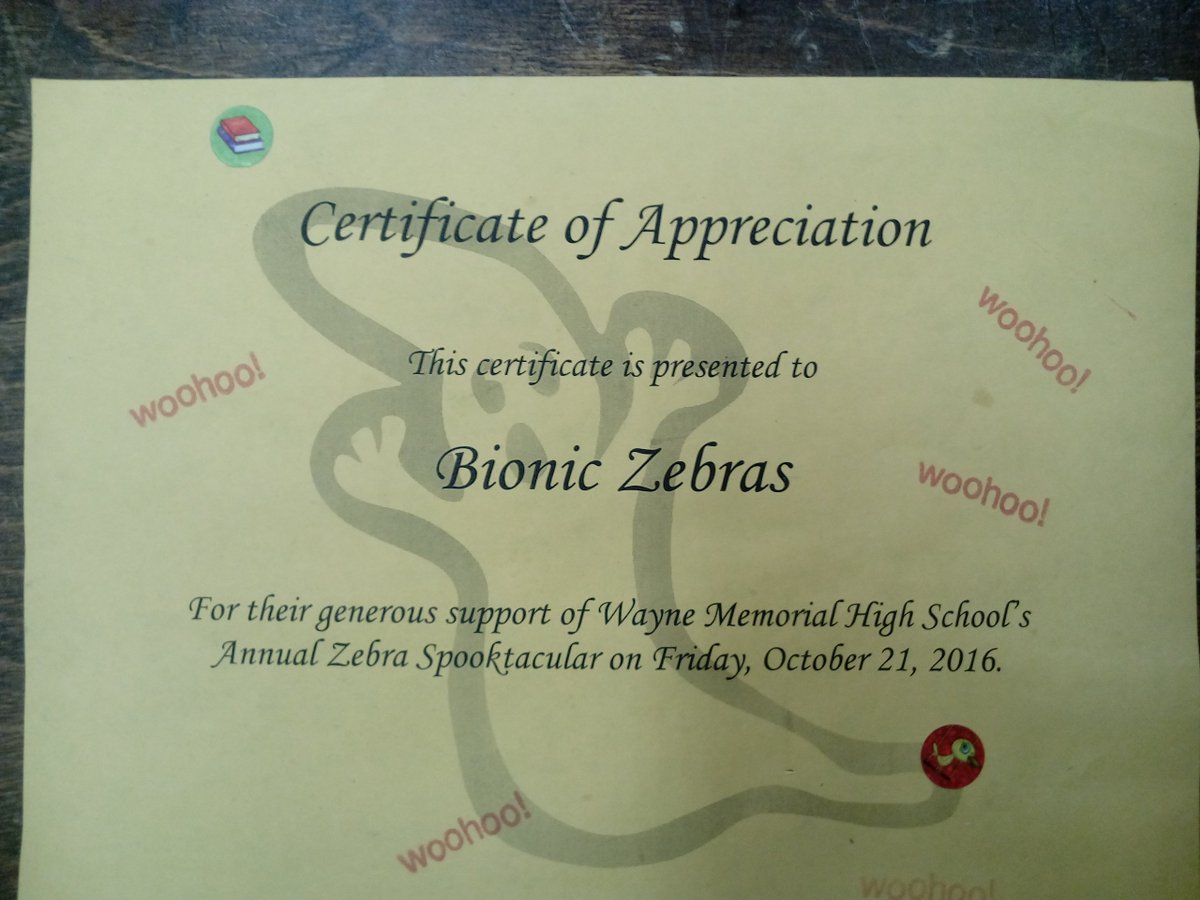 Certificate of Appreciation
woohoo!
This certificate is presented to
woohoo!
Bionic Zebras
woohoo!
For their generous support of Wayne Memorial High School's
Annual Zebra Spooktacular on Friday, October 21, 2016.
woohoo!
woohoo!